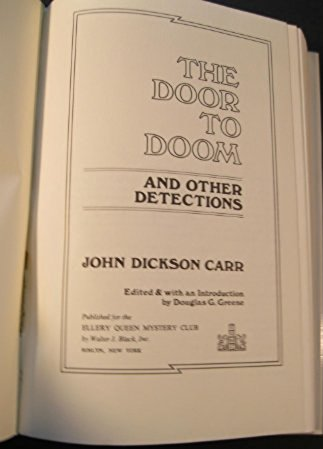 THE
DOOR
TO
DOOM
AND OTHER
DETECTIONS
JOHN DICKSON CARR
Edited & with an Introduction
by Douglas G. Greene
Published for the
ELLERY QUEEN MYSTERY CLUB
by Walter J. Black, Inc.
ROSLYN, NEW YORK